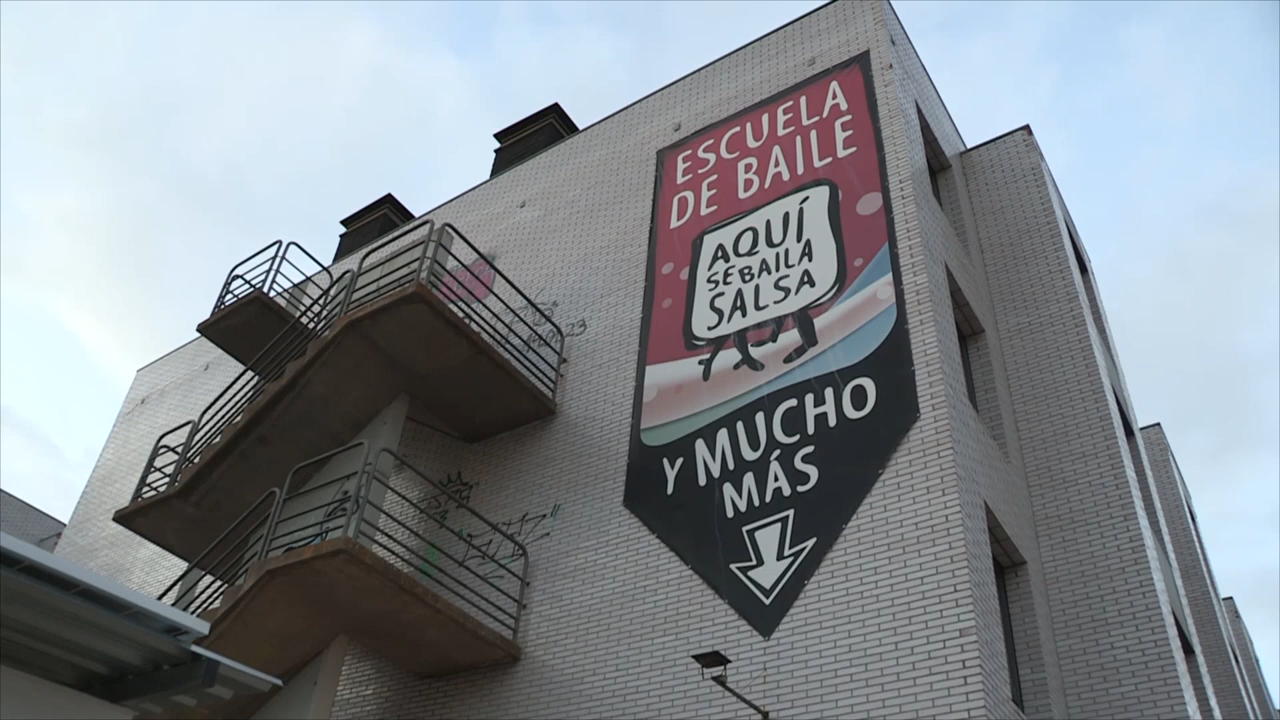 ESCUELA
DE BAILE
AQUÍ
SE BAILA
SALSA
Y MUCHO
MÁS